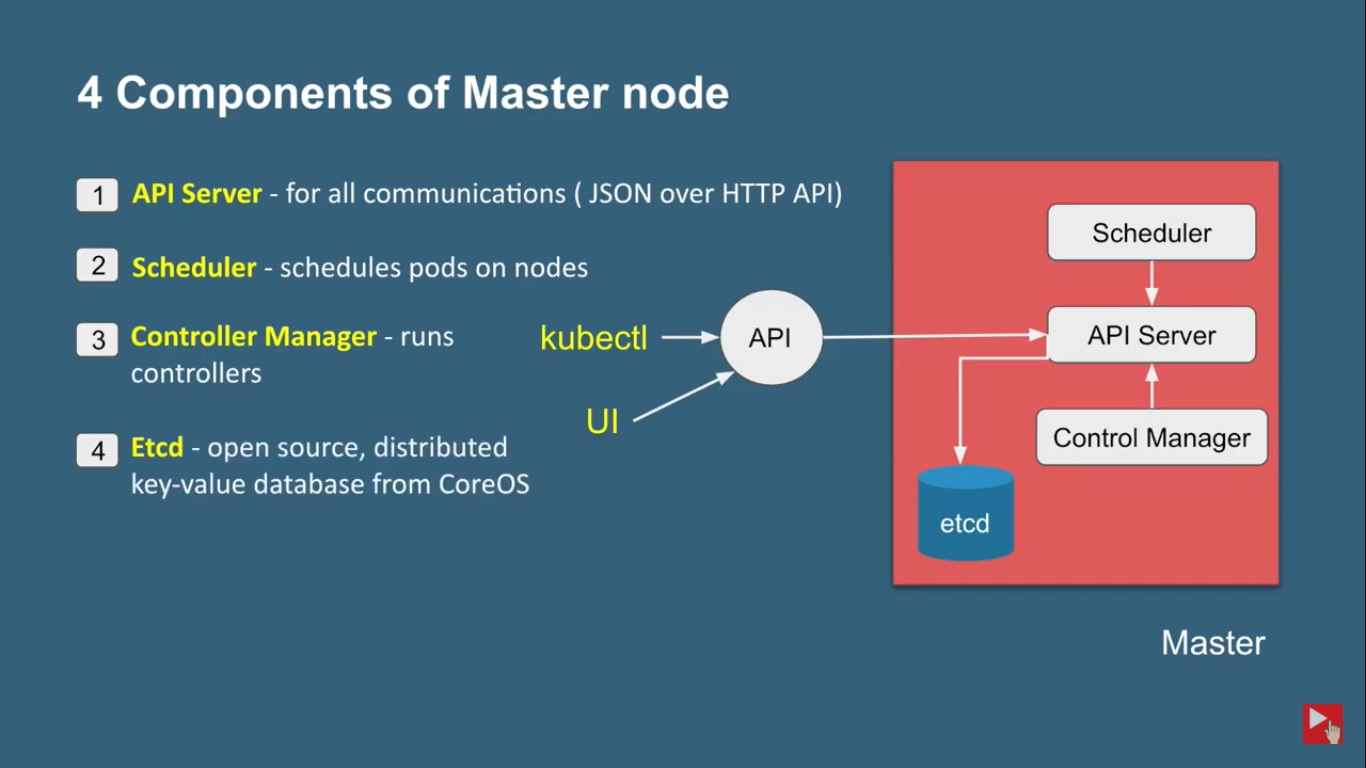 4 Components of Master node
1 API Server - for all communications ( JSON over HTTP API)
2 Scheduler - schedules pods on nodes
3 Controller Manager - runs
controllers
4 Etcd - open source, distributed
key-value database from CoreOS
kubectl
UI
API
Scheduler
API Server
Control Manager
etcd
Master